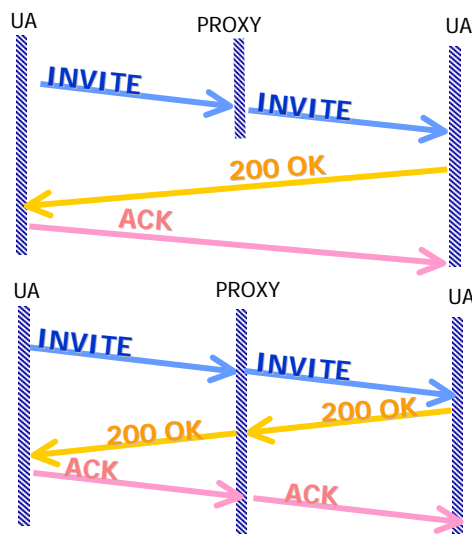 UA PROXY UA
INVITE
INVITE
200 OK
ACK
UA PROXY UA
INVITE
INVITE
200 OK
200 OK
ACK
ACK